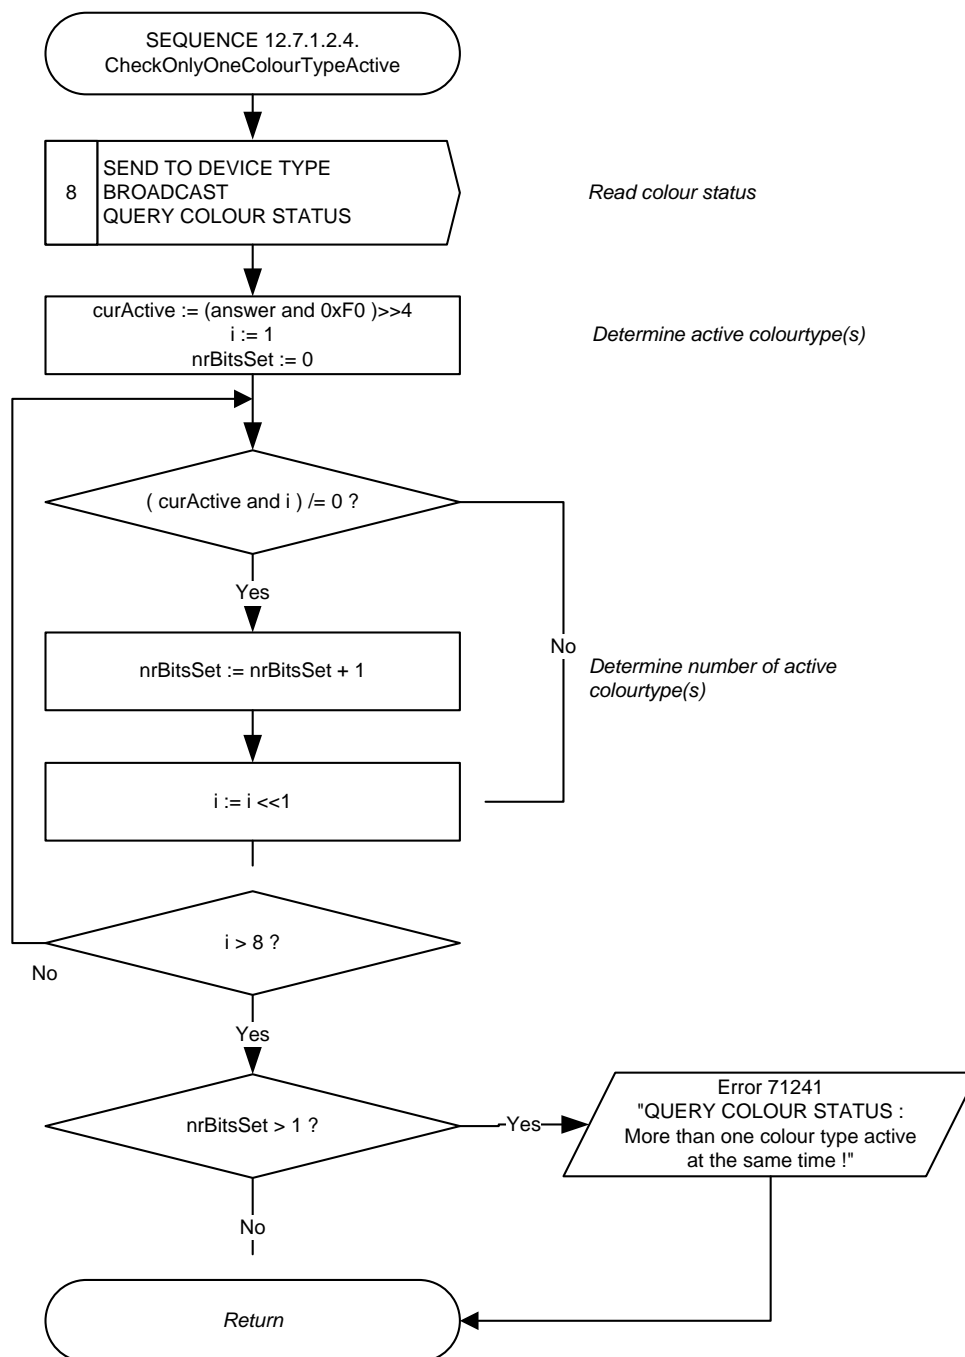 SEQUENCE 12.7.1.2.4.
CheckOnlyOneColourTypeActive
8
SEND TO DEVICE TYPE
BROADCAST
QUERY COLOUR STATUS
Read colour status
curActive := (answer and 0xF0 )>>4
i := 1
nrBitsSet := 0
Determine active colourtype(s)
( curActive and i ) /= 0 ?
Yes
No
nrBitsSet := nrBitsSet + 1
Determine number of active
colourtype(s)
i := i <<1
i > 8 ?
No
Yes
nrBitsSet > 1 ?
Yes
Error 71241
"QUERY COLOUR STATUS :
More than one colour type active
at the same time !"
No
Return